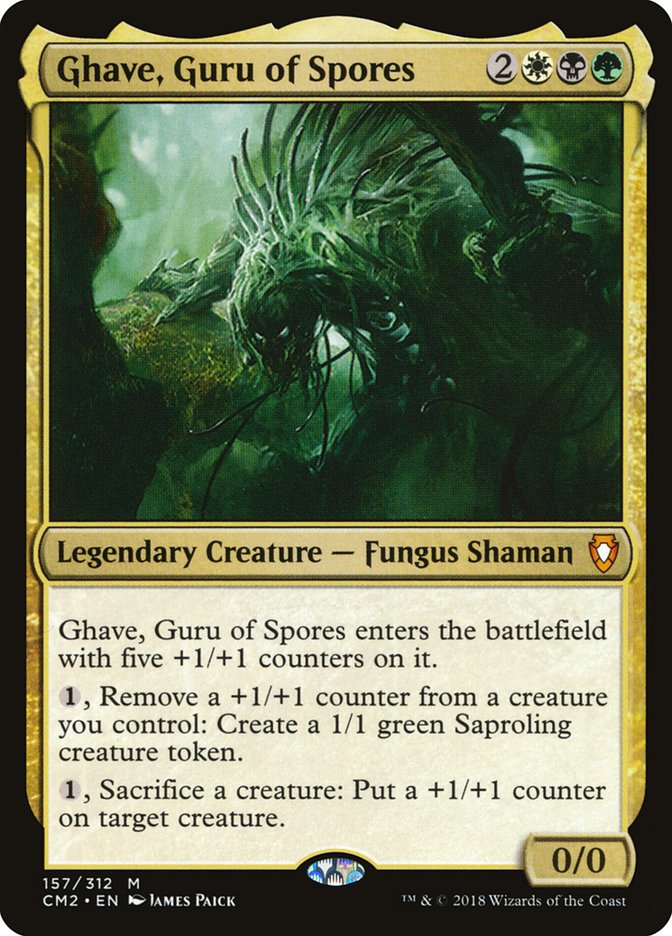 Ghave, Guru of Spores 2
Legendary Creature — Fungus Shaman
Ghave, Guru of Spores enters the battlefield
with five +1/+1 counters on it.
1, Remove a +1/+1 counter from a creature
you control: Create a 1/1 green Saproling
creature token.
1, Sacrifice a creature: Put a +1/+1 counter
on target creature.
0/0
157/312 M
CM2 • EN James Paick
™ & © 2018 Wizards of the Coast